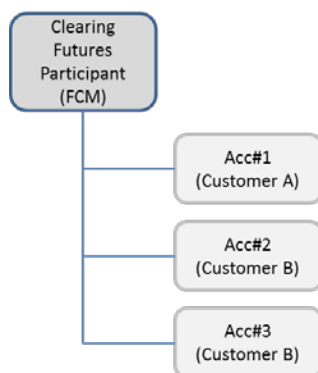 Clearing
Futures
Participant
(FCM)
Acc#1
(Customer A)
Acc#2
(Customer B)
Acc#3
(Customer B)